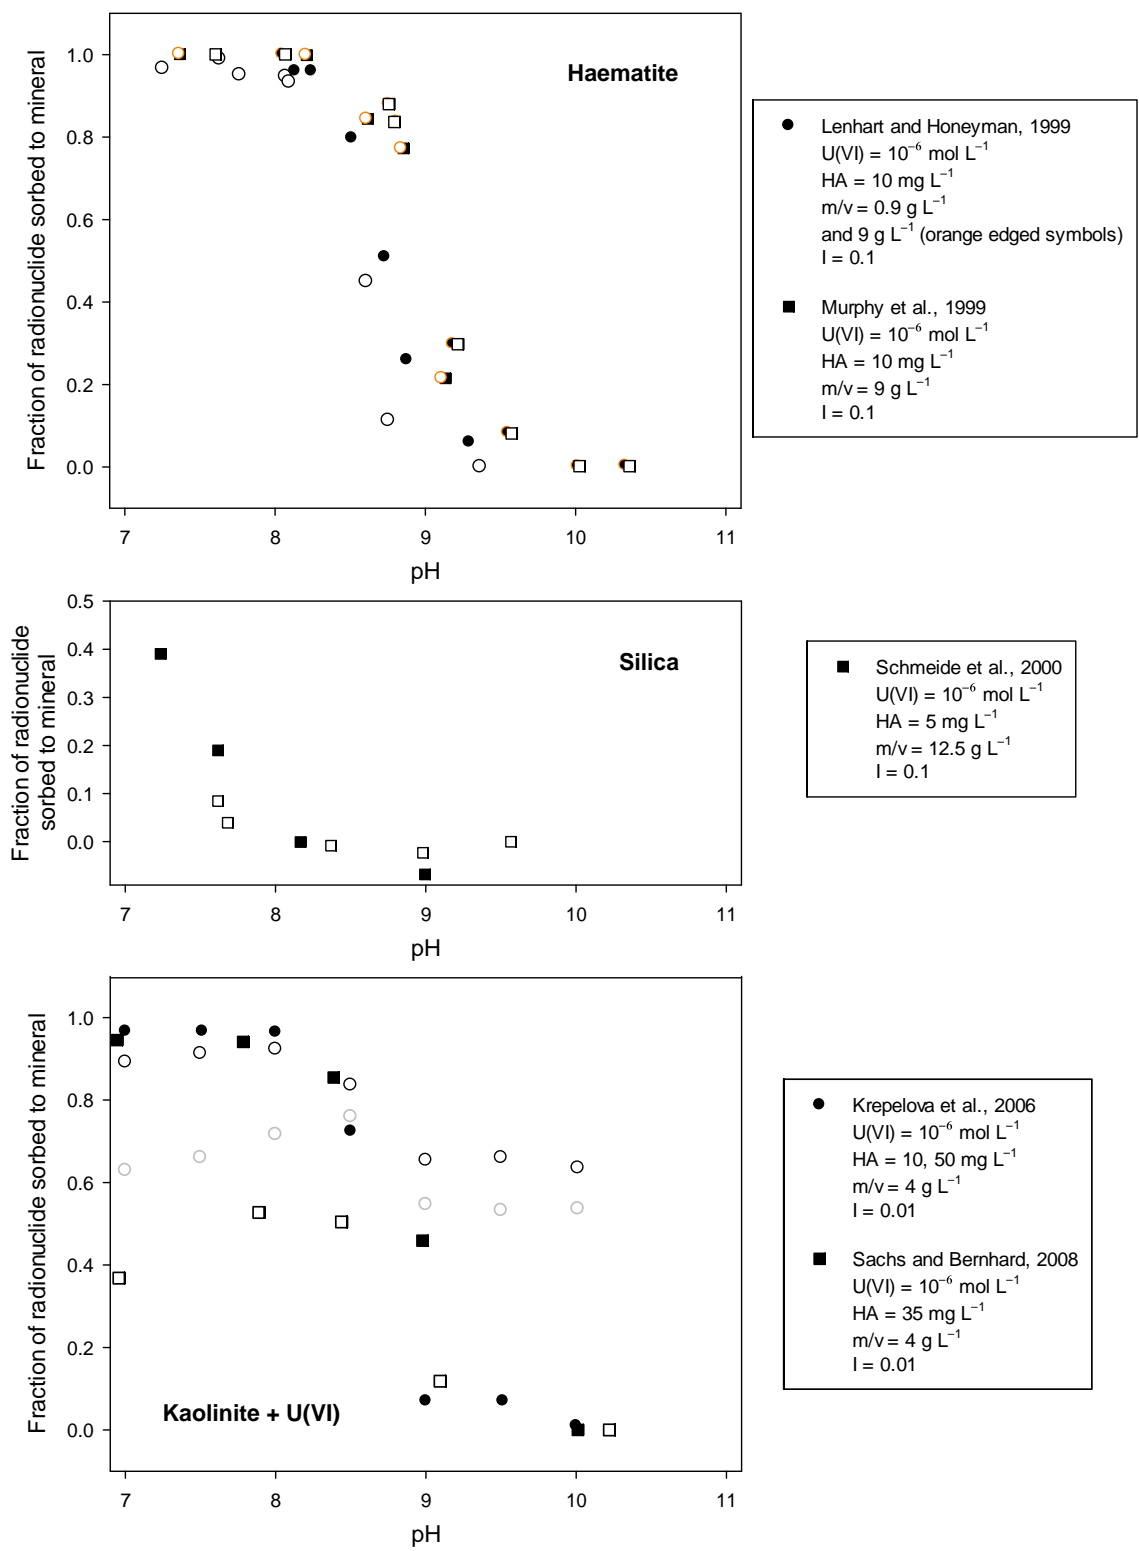 Fraction of radionuclide sorbed to mineral
1.0
0.8
0.6
0.4
0.2
0.0
Haematite
7
8
9
10
11
pH
Lenhart and Honeyman, 1999
U(VI) = 10⁻⁶ mol L⁻¹
HA = 10 mg L⁻¹
m/v = 0.9 g L⁻¹
and 9 g L⁻¹ (orange edged symbols)
I = 0.1
Murphy et al., 1999
U(VI) = 10⁻⁶ mol L⁻¹
HA = 10 mg L⁻¹
m/v = 9 g L⁻¹
I = 0.1
Fraction of radionuclide
sorbed to mineral
0.5
0.4
0.3
0.2
0.1
0.0
Silica
7
8
9
10
11
pH
Schmeide et al., 2000
U(VI) = 10⁻⁶ mol L⁻¹
HA = 5 mg L⁻¹
m/v = 12.5 g L⁻¹
I = 0.1
Fraction of radionuclide sorbed to mineral
1.0
0.8
0.6
0.4
0.2
0.0
Kaolinite + U(VI)
7
8
9
10
11
pH
Krepelova et al., 2006
U(VI) = 10⁻⁶ mol L⁻¹
HA = 10, 50 mg L⁻¹
m/v = 4 g L⁻¹
I = 0.01
Sachs and Bernhard, 2008
U(VI) = 10⁻⁶ mol L⁻¹
HA = 35 mg L⁻¹
m/v = 4 g L⁻¹
I = 0.01